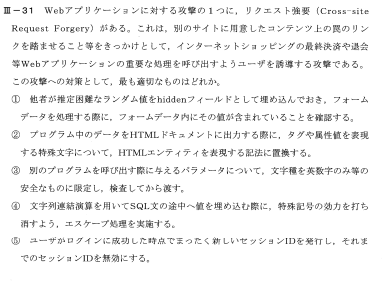 Ⅲ－31　Webアプリケーションに対する攻撃の１つに，リクエスト強要（Cross-site
Request Forgery）がある。これは，別のサイトに用意したコンテンツ上の罠のリン
クを踏ませること等をきっかけとして，インターネットショッピングの最終決済や退会
等Webアプリケーションの重要な処理を呼び出すようユーザを誘導する攻撃である。
この攻撃への対策として，最も適切なものはどれか。
①　他者が推定困難なランダム値をhiddenフィールドとして埋め込んでおき，フォーム
データを処理する際に，フォームデータ内にその値が含まれていることを確認する。
②　プログラム中のデータをHTMLドキュメントに出力する際に，タグや属性値を表現
する特殊文字について，HTMLエンティティを表現する記法に置換する。
③　別のプログラムを呼び出す際に与えるパラメータについて，文字種を英数字のみ等の
安全なものに限定し，検査してから渡す。
④　文字列連結演算を用いてSQL文の途中へ値を埋め込む際に，特殊記号の効力を打ち
消すよう，エスケープ処理を実施する。
⑤　ユーザがログインに成功した時点でまったく新しいセッションIDを発行し，それま
でのセッションIDを無効にする。